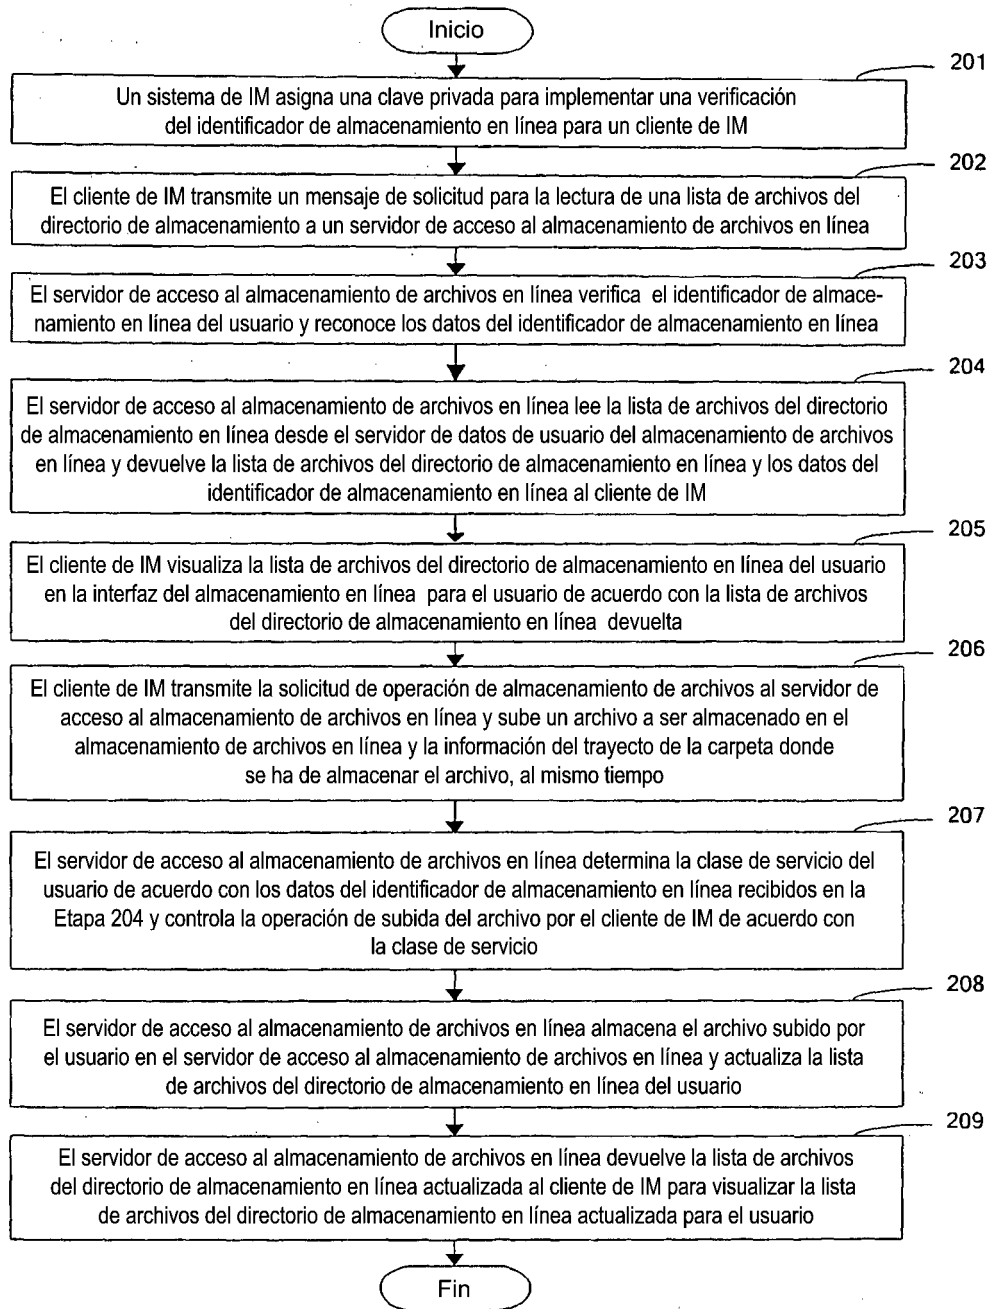 Inicio
201
Un sistema de IM asigna una clave privada para implementar una verificación
del identificador de almacenamiento en línea para un cliente de IM
202
El cliente de IM transmite un mensaje de solicitud para la lectura de una lista de archivos del
directorio de almacenamiento a un servidor de acceso al almacenamiento de archivos en línea
203
El servidor de acceso al almacenamiento de archivos en línea verifica el identificador de almace-
namiento en línea del usuario y reconoce los datos del identificador de almacenamiento en línea
204
El servidor de acceso al almacenamiento de archivos en línea lee la lista de archivos del directorio
de almacenamiento en línea desde el servidor de datos de usuario del almacenamiento de archivos
en línea y devuelve la lista de archivos del directorio de almacenamiento en línea y los datos del
identificador de almacenamiento en línea al cliente de IM
205
El cliente de IM visualiza la lista de archivos del directorio de almacenamiento en línea del usuario
en la interfaz del almacenamiento en línea para el usuario de acuerdo con la lista de archivos
del directorio de almacenamiento en línea devuelta
206
El cliente de IM transmite la solicitud de operación de almacenamiento de archivos al servidor de
acceso al almacenamiento de archivos en línea y sube un archivo a ser almacenado en el
almacenamiento de archivos en línea y la información del trayecto de la carpeta donde
se ha de almacenar el archivo, al mismo tiempo
207
El servidor de acceso al almacenamiento de archivos en línea determina la clase de servicio del
usuario de acuerdo con los datos del identificador de almacenamiento en línea recibidos en la
Etapa 204 y controla la operación de subida del archivo por el cliente de IM de acuerdo con
la clase de servicio
208
El servidor de acceso al almacenamiento de archivos en línea almacena el archivo subido por
el usuario en el servidor de acceso al almacenamiento de archivos en línea y actualiza la lista
de archivos del directorio de almacenamiento en línea del usuario
209
El servidor de acceso al almacenamiento de archivos en línea devuelve la lista de archivos
del directorio de almacenamiento en línea actualizada al cliente de IM para visualizar la lista
de archivos del directorio de almacenamiento en línea actualizada para el usuario
Fin